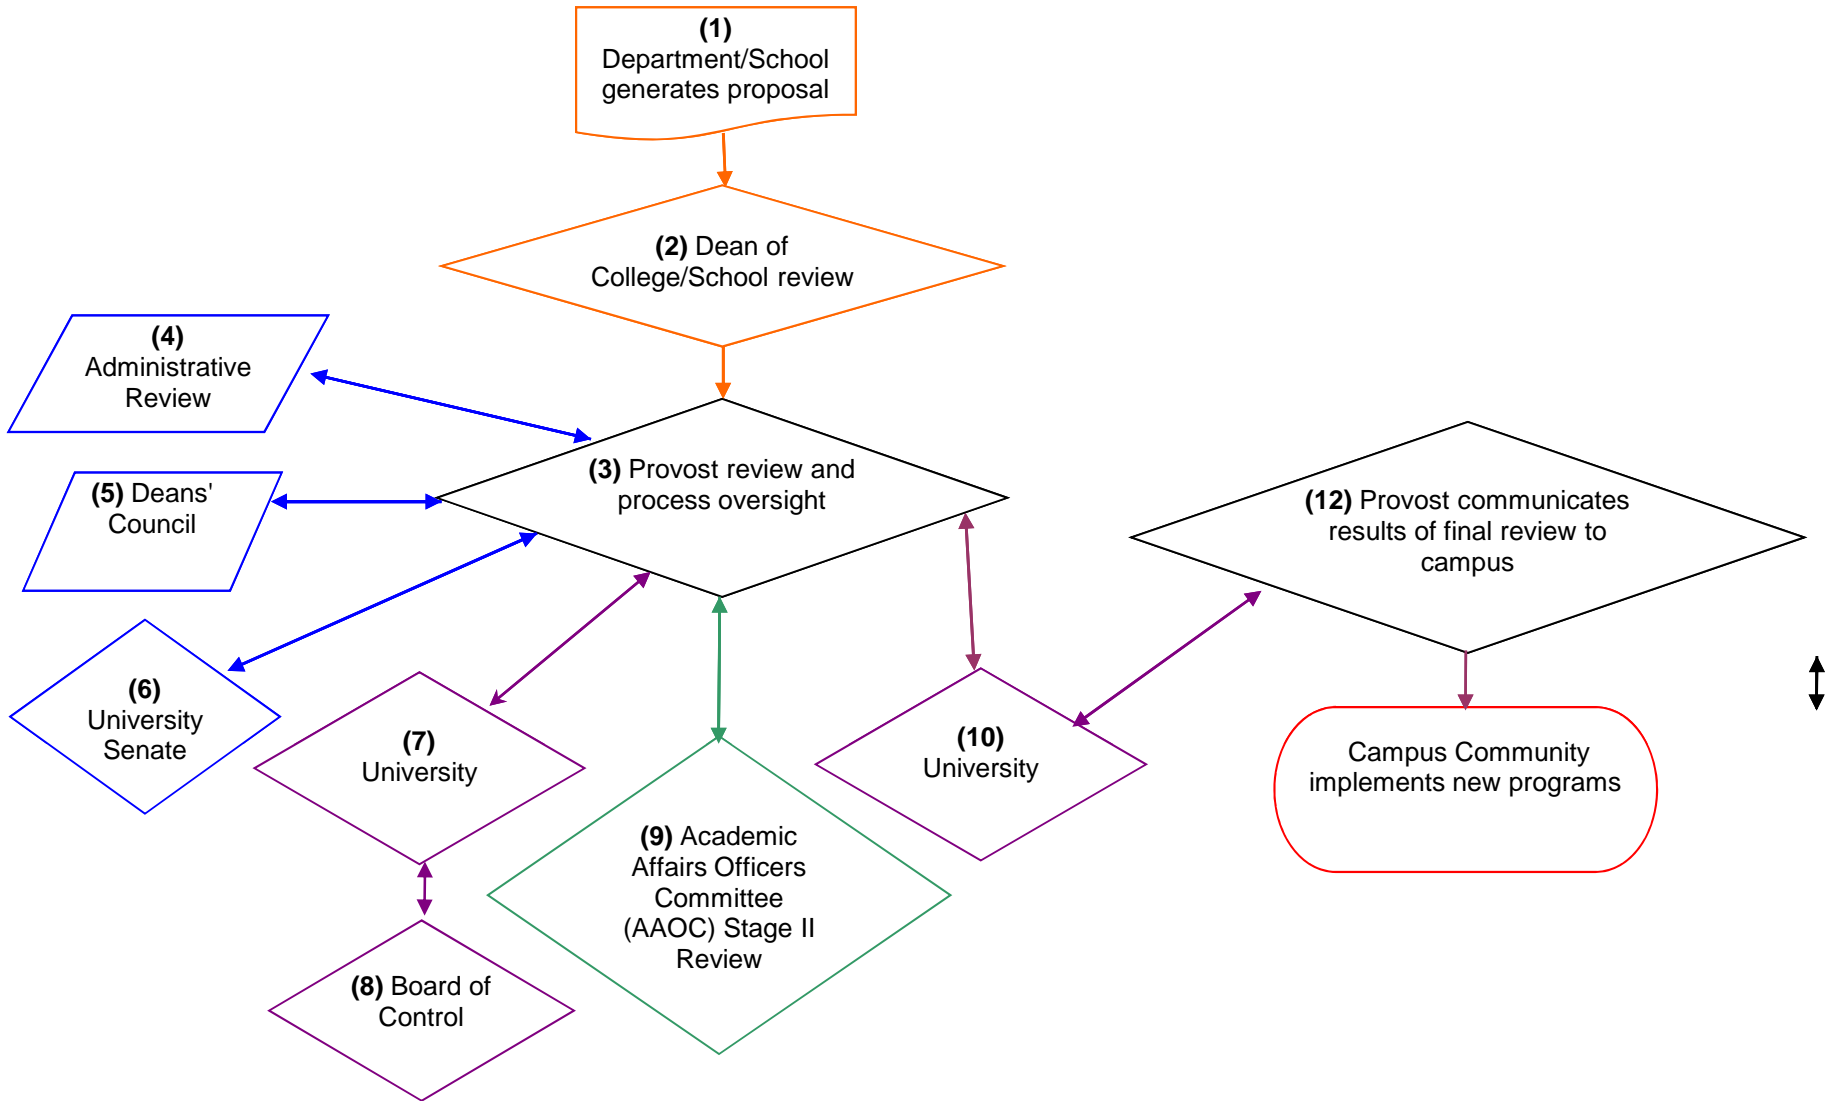 (1)
Department/School
generates proposal
(2) Dean of
College/School review
(3) Provost review and
process oversight
(4)
Administrative
Review
(5) Deans'
Council
(6)
University
Senate
(7)
University
(8) Board of
Control
(9) Academic
Affairs Officers
Committee
(AAOC) Stage II
Review
(10)
University
(12) Provost communicates
results of final review to
campus
Campus Community
implements new programs